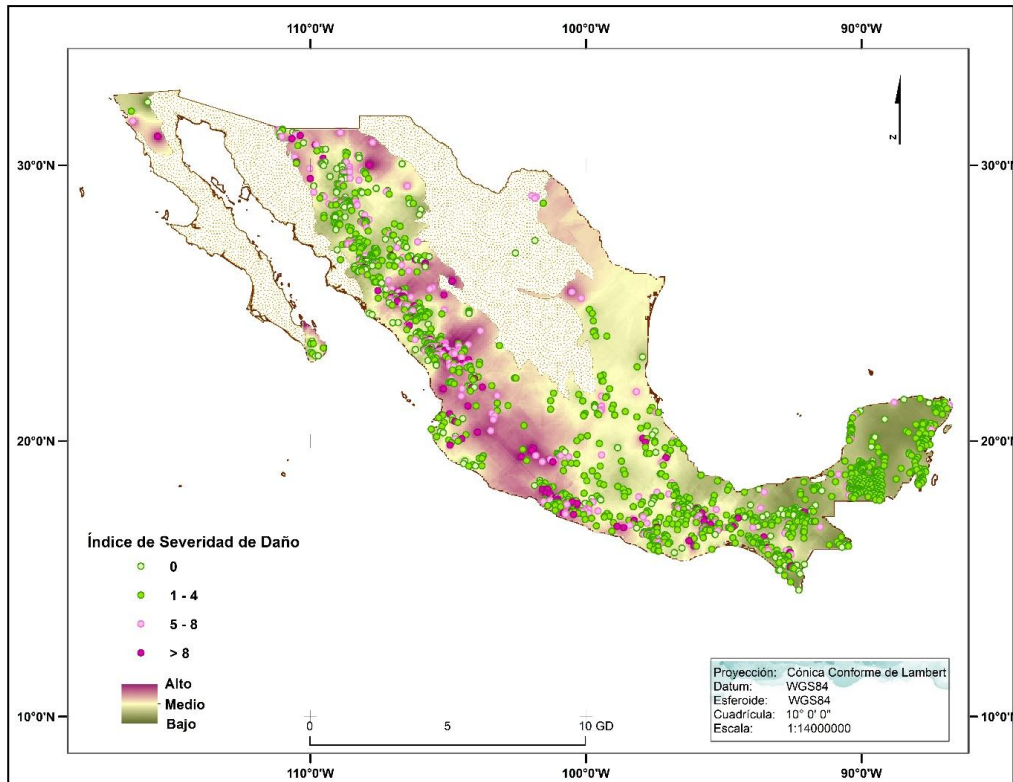 110°0'W 100°0'W 90°0'W
z
30°0'N 30°0'N
20°0'N 20°0'N
Índice de Severidad de Daño
0
1 - 4
5 - 8
> 8
Alto
Medio
Bajo
Proyección: Cónica Conforme de Lambert
Datum: WGS84
Esferoide: WGS84
Cuadrícula: 10° 0' 0"
Escala: 1:14000000
10°0'N 10°0'N
0 5 10 GD
110°0'W 100°0'W 90°0'W